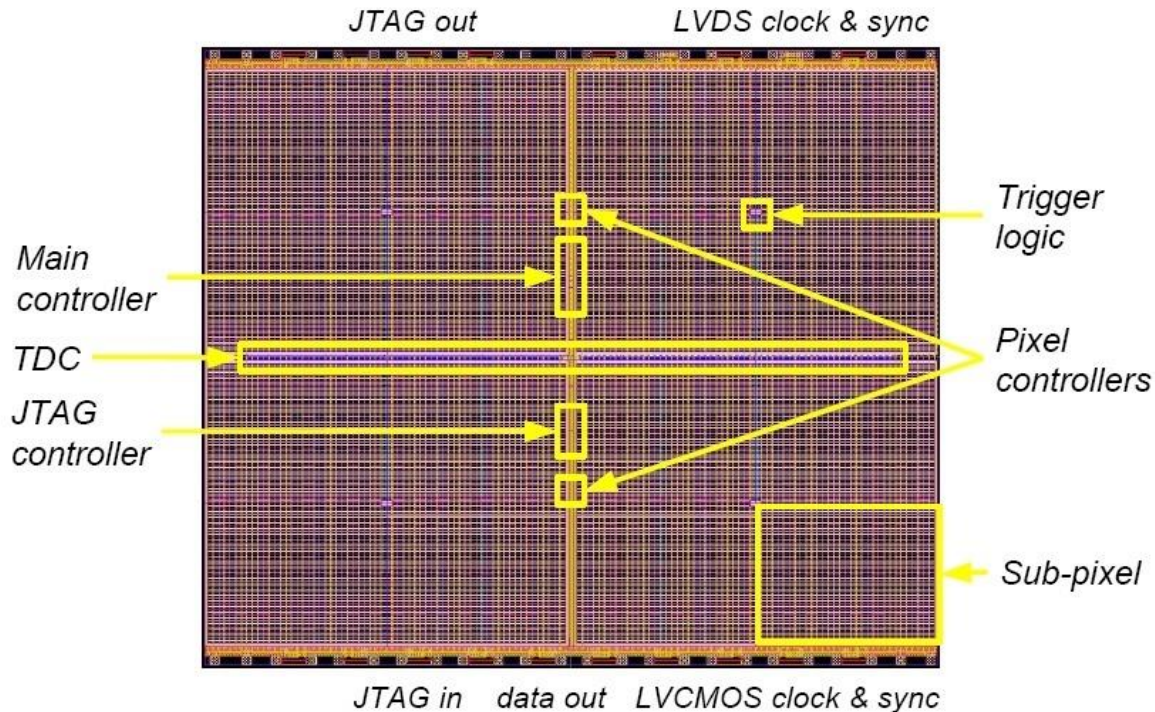 JTAG out LVDS clock & sync
Trigger
logic
Main
controller
TDC
Pixel
controllers
JTAG
controller
Sub-pixel
JTAG in data out LVCMOS clock & sync